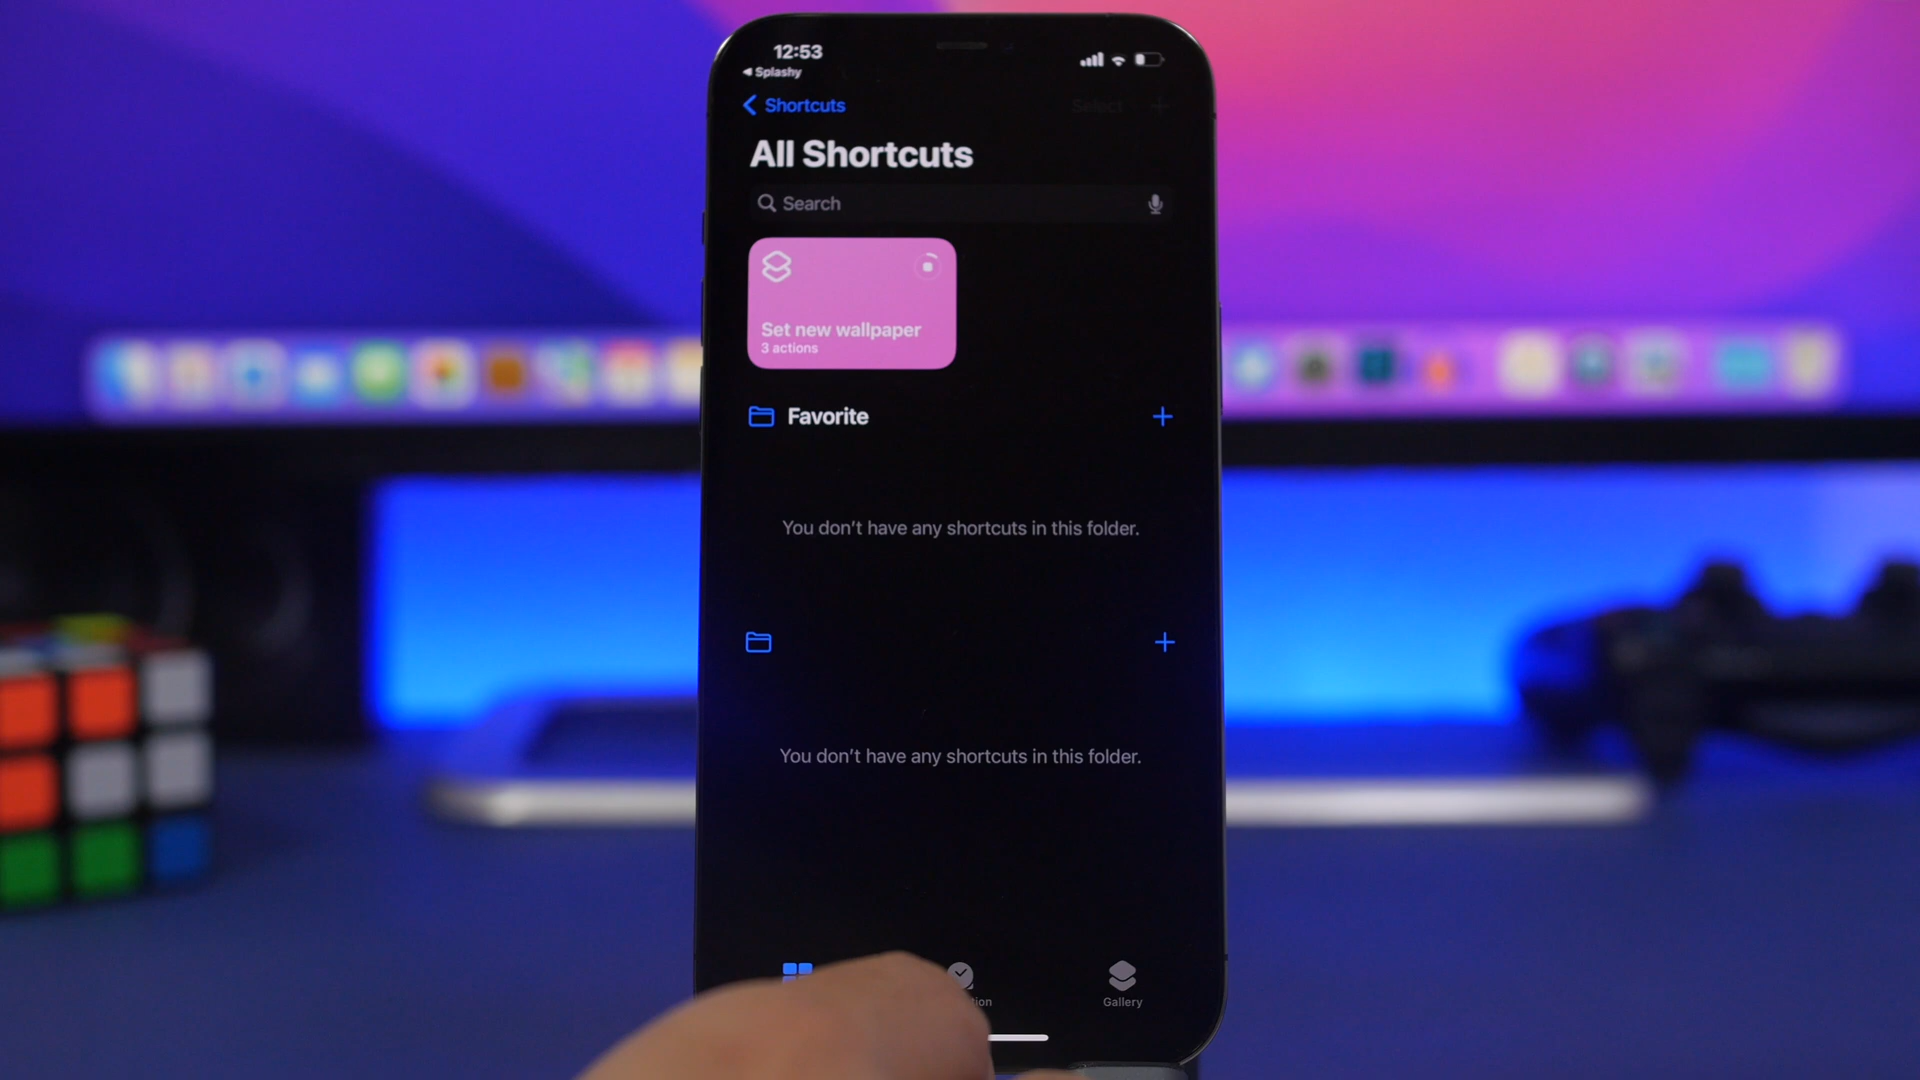 12:53
Splashy
Shortcuts
Select
All Shortcuts
Search
Set new wallpaper
3 actions
Favorite
You don’t have any shortcuts in this folder.
You don’t have any shortcuts in this folder.
Gallery